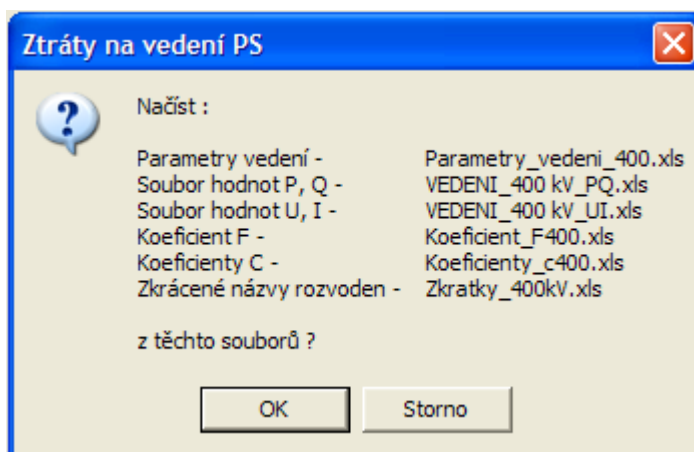 Ztráty na vedení PS
Načíst :
Parametry vedení - Parametry_vedeni_400.xls
Soubor hodnot P, Q - VEDENI_400 kV_PQ.xls
Soubor hodnot U, I - VEDENI_400 kV_UI.xls
Koeficient F - Koeficient_F400.xls
Koeficienty C - Koeficienty_c400.xls
Zkrácené názvy rozvoden - Zkratky_400kV.xls
z těchto souborů ?
OK Storno